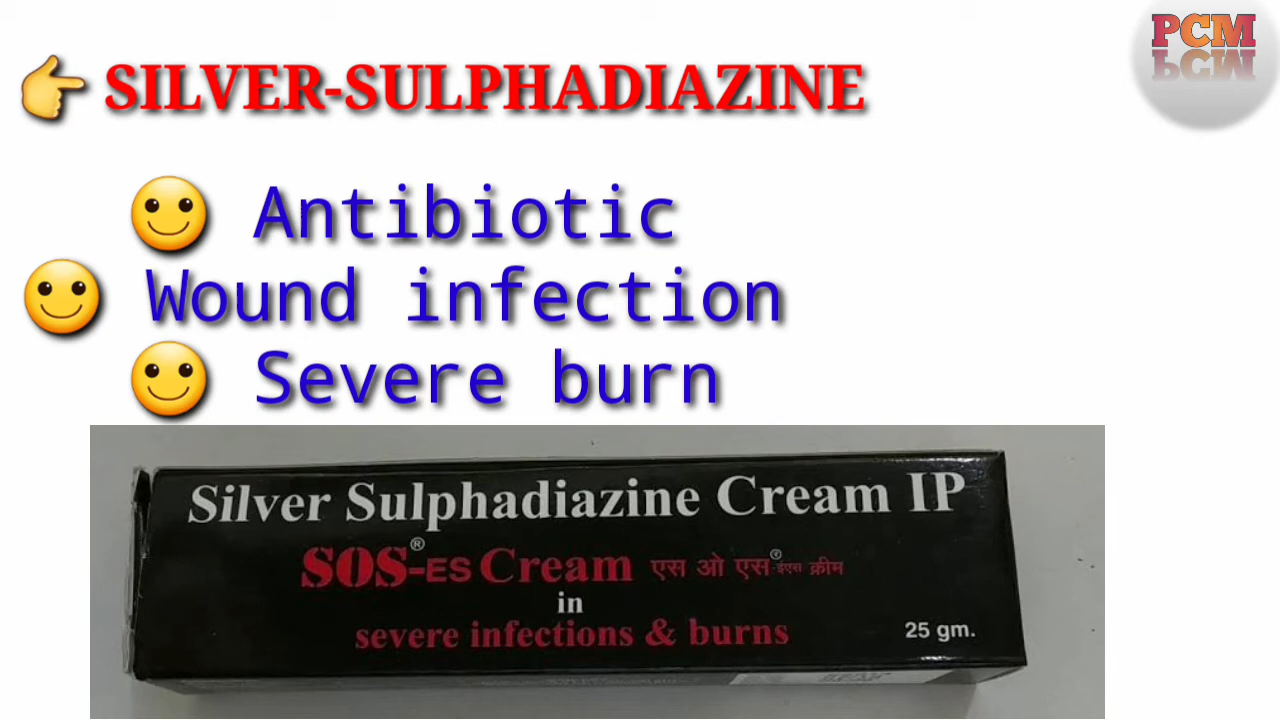 PCM
👉 SILVER-SULPHADIAZINE
🙂 Antibiotic
🙂 Wound infection
🙂 Severe burn
Silver Sulphadiazine Cream IP
SOS®-ES Cream एस ओ एस®-ईएस क्रीम
in
severe infections & burns
25 gm.